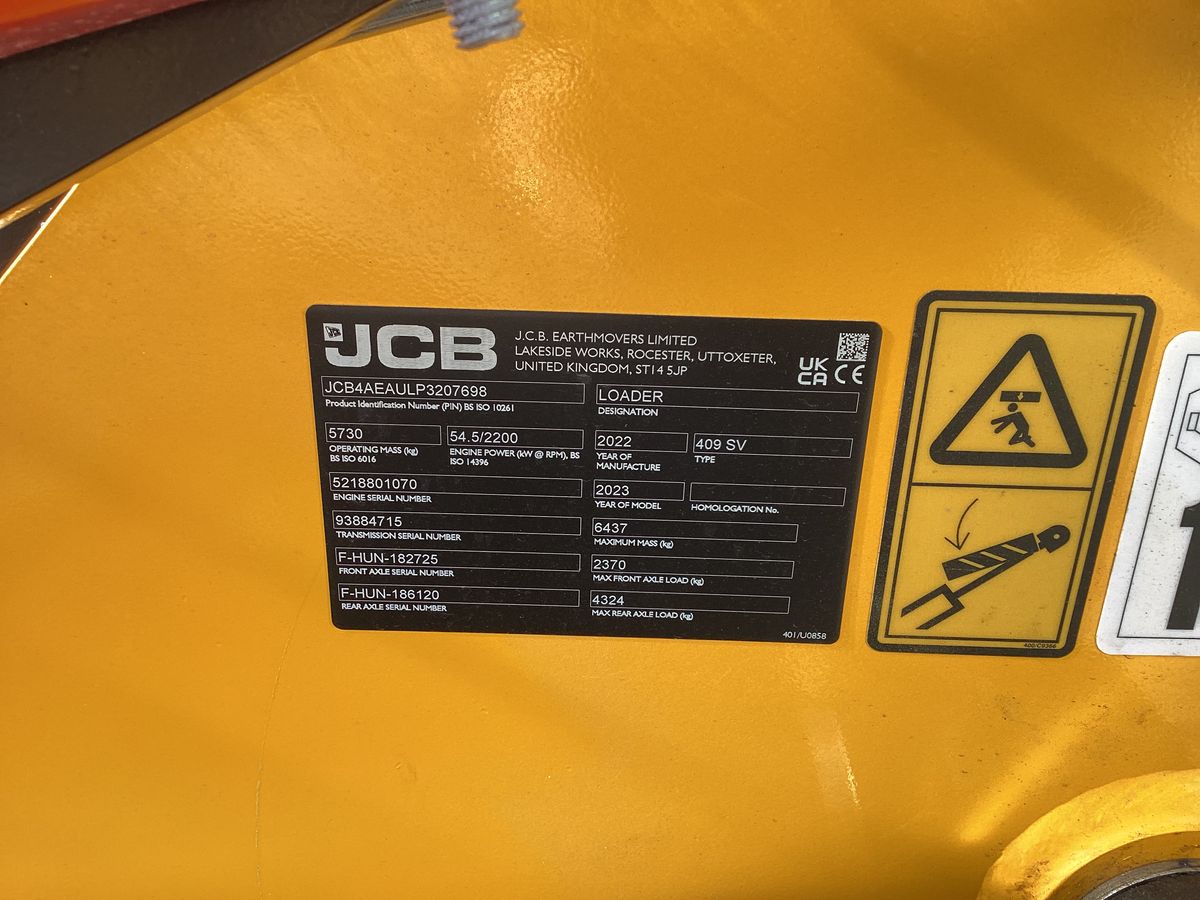 JCB
J.C.B. EARTHMOVERS LIMITED
LAKESIDE WORKS, ROCESTER, UTTOXETER,
UNITED KINGDOM, ST14 5JP
UK
CA CE
JCB4AEAULP3207698
Product Identification Number (PIN) BS ISO 10261
LOADER
DESIGNATION
5730
OPERATING MASS (kg)
BS ISO 6016
54.5/2200
ENGINE POWER (kW @ RPM), BS
ISO 14396
2022
YEAR OF
MANUFACTURE
409 SV
TYPE
5218801070
ENGINE SERIAL NUMBER
2023
YEAR OF MODEL
HOMOLOGATION No.
93884715
TRANSMISSION SERIAL NUMBER
6437
MAXIMUM MASS (kg)
F-HUN-182725
FRONT AXLE SERIAL NUMBER
2370
MAX FRONT AXLE LOAD (kg)
F-HUN-186120
REAR AXLE SERIAL NUMBER
4324
MAX REAR AXLE LOAD (kg)
401/U0858
400/C9366
1